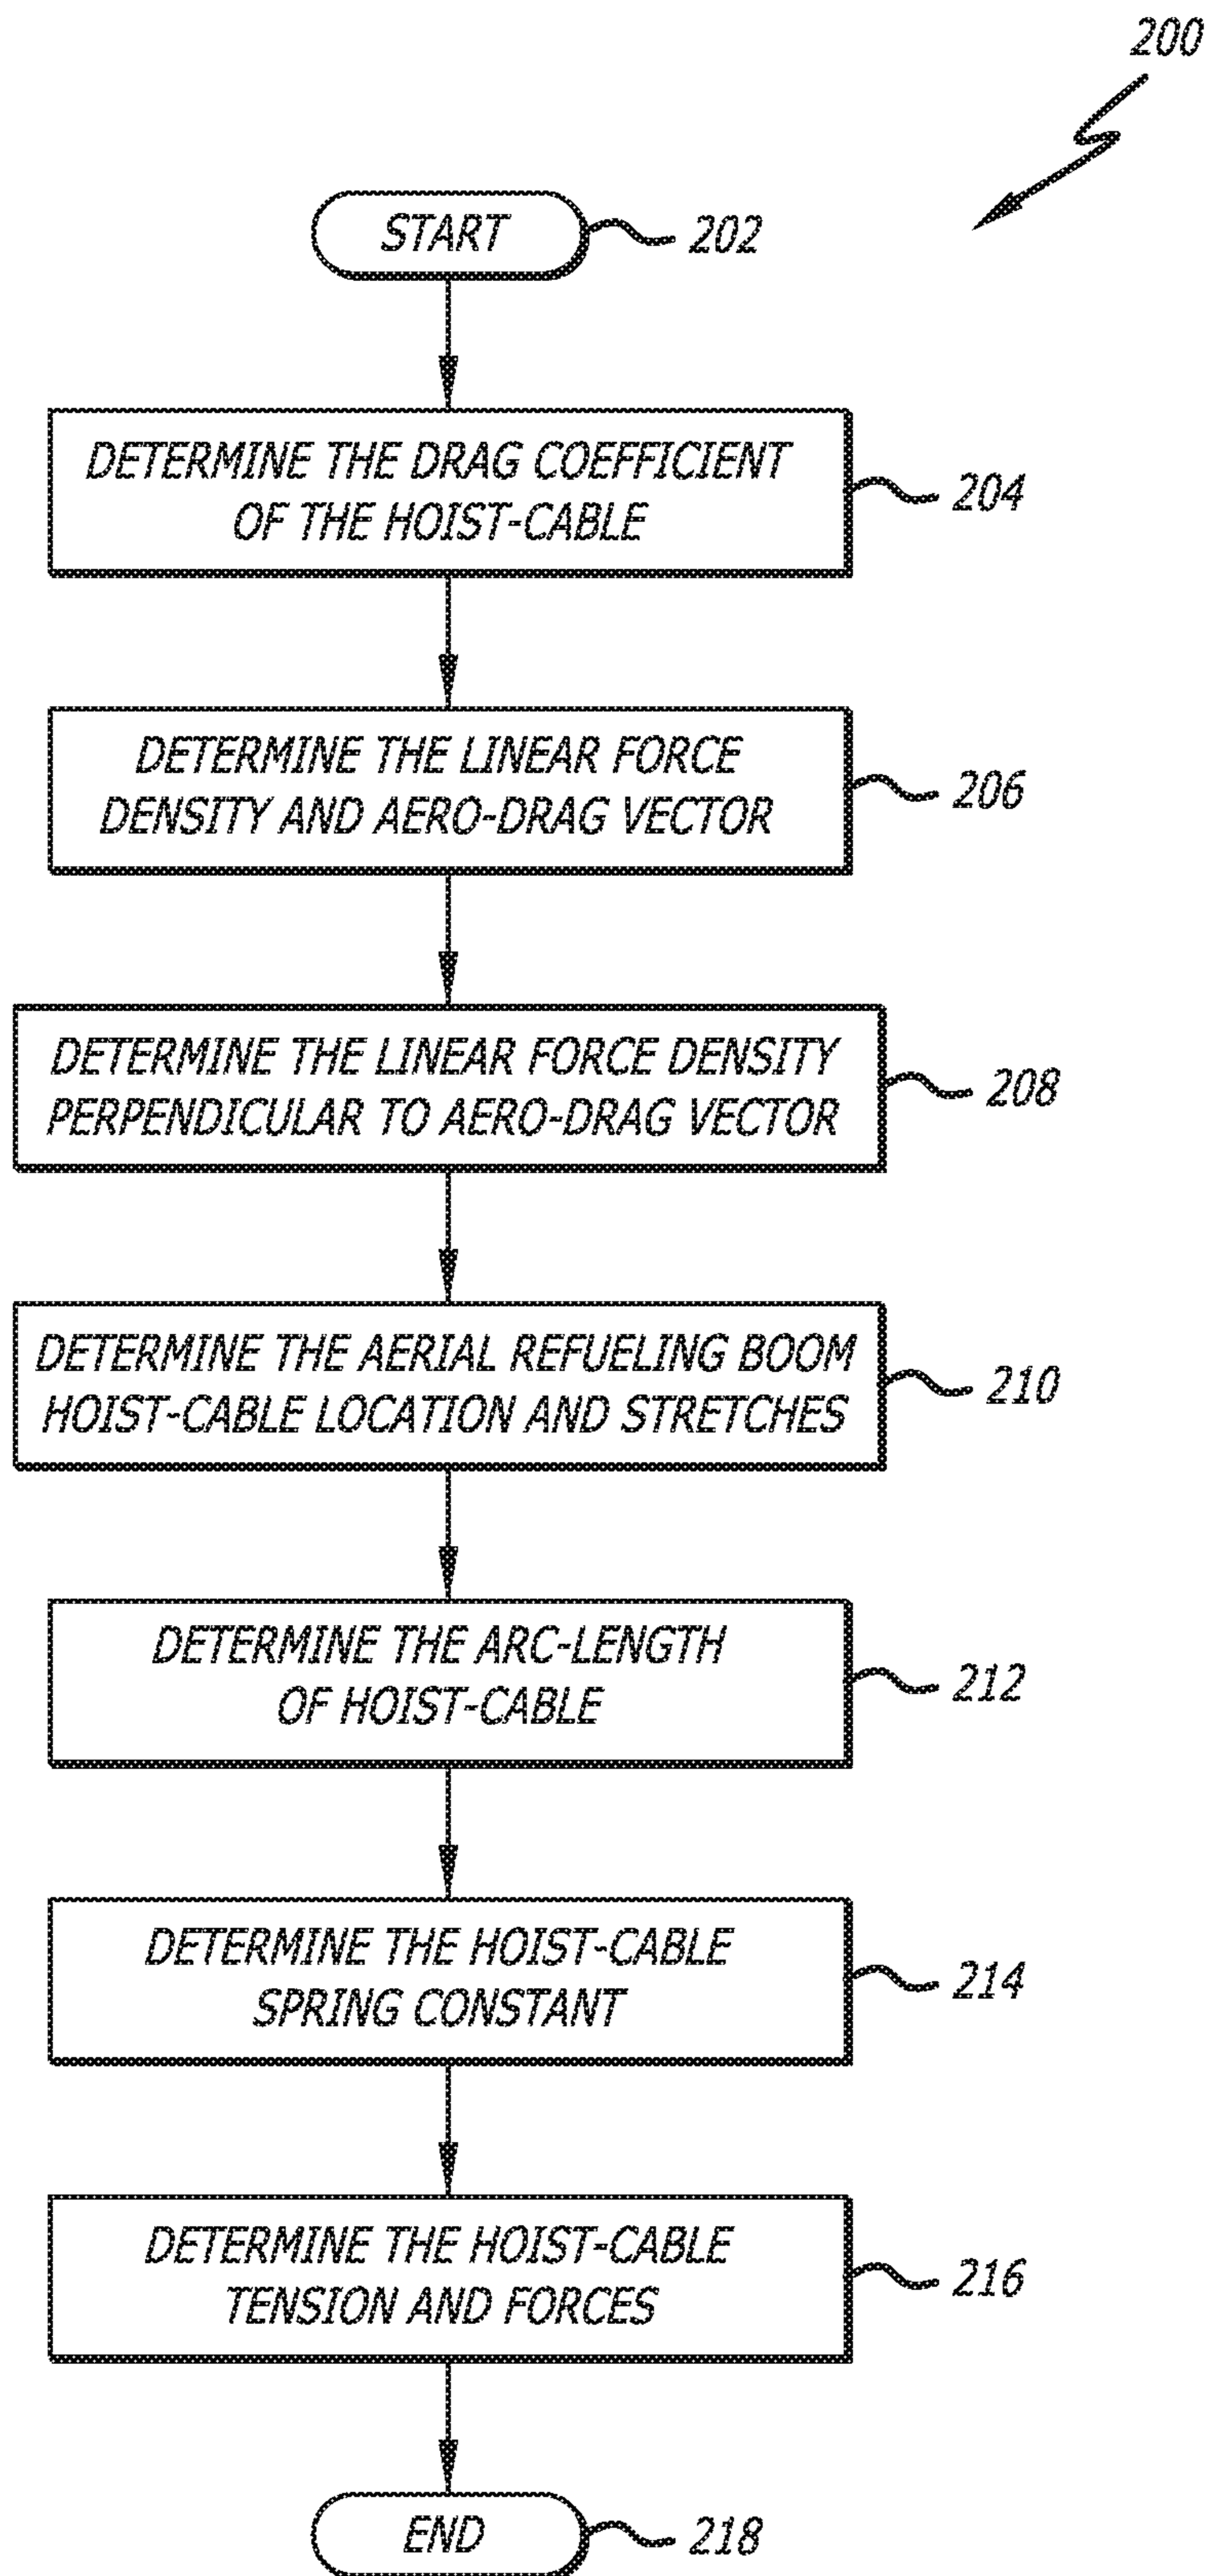 200
START
202
DETERMINE THE DRAG COEFFICIENT
OF THE HOIST-CABLE
204
DETERMINE THE LINEAR FORCE
DENSITY AND AERO-DRAG VECTOR
206
DETERMINE THE LINEAR FORCE DENSITY
PERPENDICULAR TO AERO-DRAG VECTOR
208
DETERMINE THE AERIAL REFUELING BOOM
HOIST-CABLE LOCATION AND STRETCHES
210
DETERMINE THE ARC-LENGTH
OF HOIST-CABLE
212
DETERMINE THE HOIST-CABLE
SPRING CONSTANT
214
DETERMINE THE HOIST-CABLE
TENSION AND FORCES
216
END
218